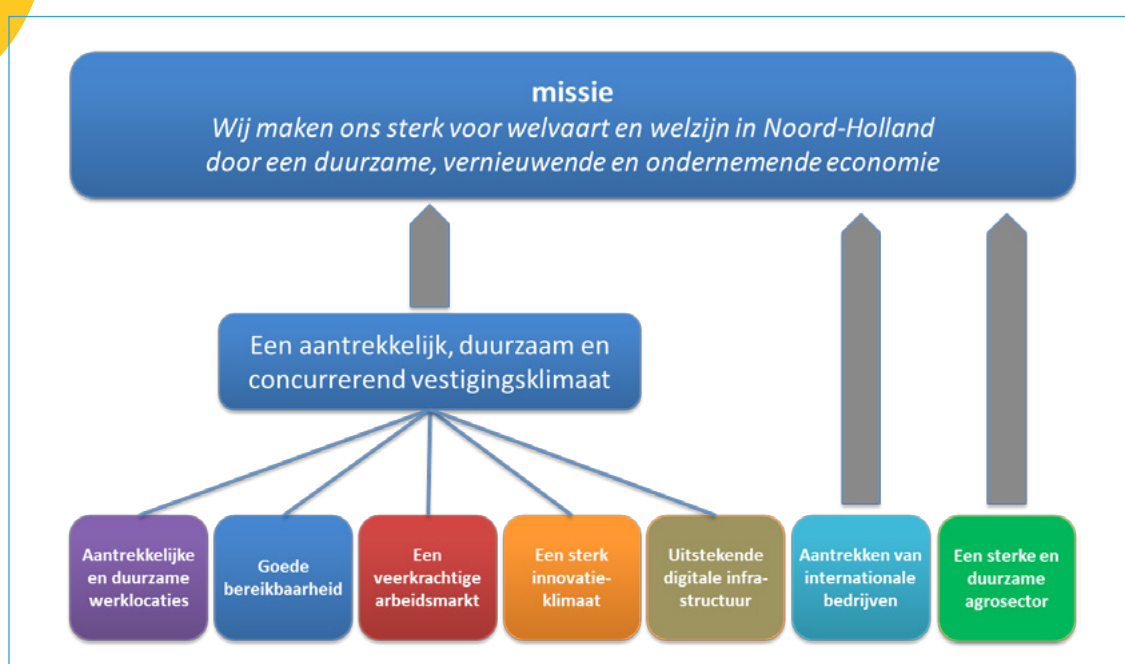 missie
Wij maken ons sterk voor welvaart en welzijn in Noord-Holland
door een duurzame, vernieuwende en ondernemende economie
Een aantrekkelijk, duurzaam en
concurrerend vestigingsklimaat
Aantrekkelijke
en duurzame
werklocaties
Goede
bereikbaarheid
Een
veerkrachtige
arbeidsmarkt
Een sterk
innovatie-
klimaat
Uitstekende
digitale infra-
structuur
Aantrekken van
internationale
bedrijven
Een sterke en
duurzame
agrosector